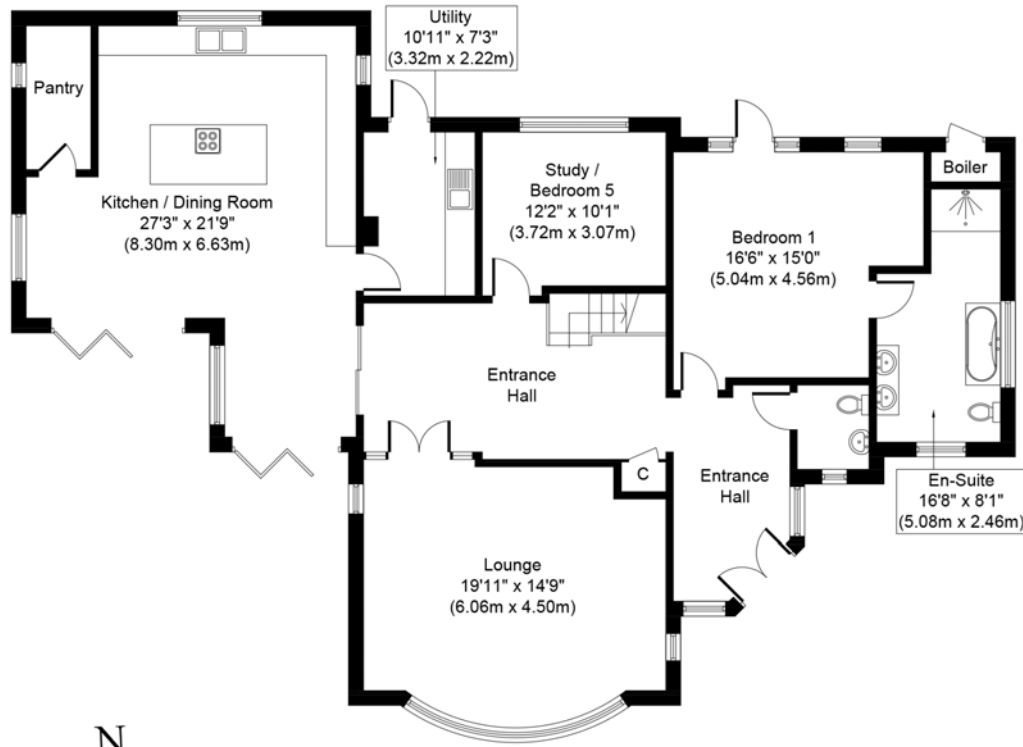 Utility
10'11" x 7'3"
(3.32m x 2.22m)
Pantry
Kitchen / Dining Room
27'3" x 21'9"
(8.30m x 6.63m)
Study /
Bedroom 5
12'2" x 10'1"
(3.72m x 3.07m)
Boiler
Bedroom 1
16'6" x 15'0"
(5.04m x 4.56m)
Entrance
Hall
C
Entrance
Hall
En-Suite
16'8" x 8'1"
(5.08m x 2.46m)
Lounge
19'11" x 14'9"
(6.06m x 4.50m)
N